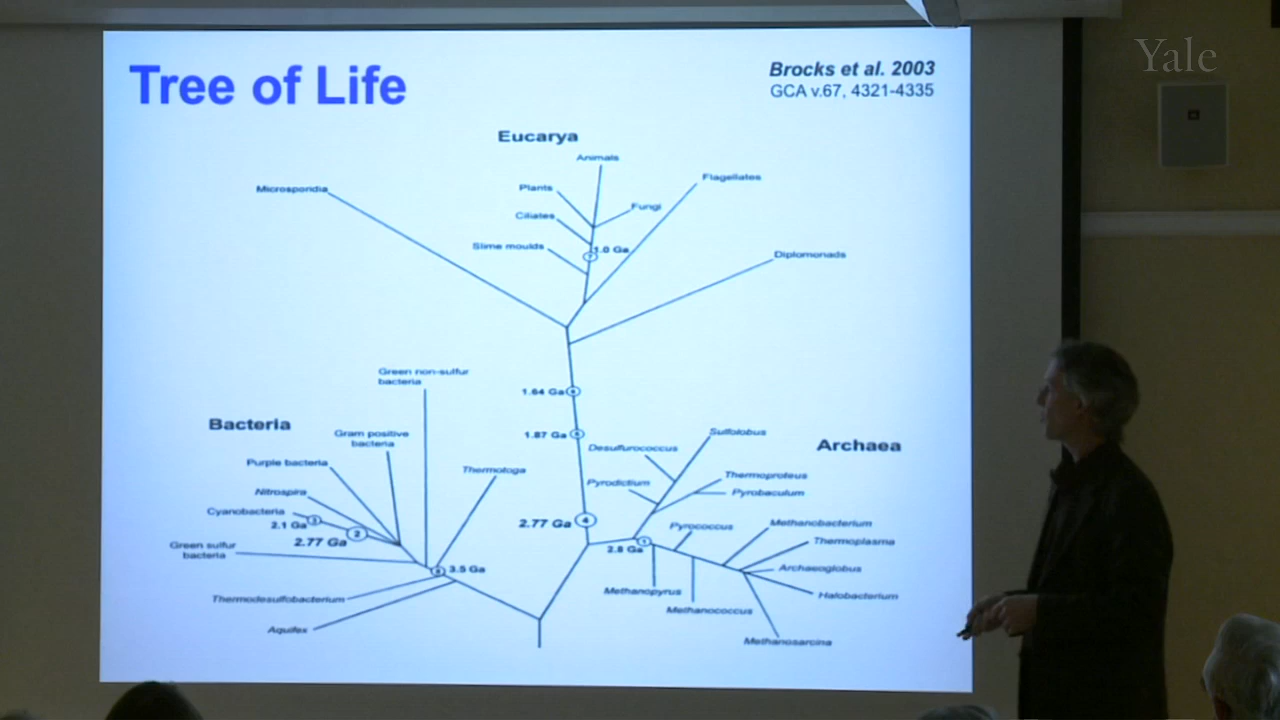 Yale
Tree of Life
Brocks et al. 2003
GCA v.67, 4321-4335
Eucarya
Animals
Microsporidia
Plants
Flagellates
Fungi
Ciliates
Slime moulds
1.0 Ga
Diplomonads
Green non-sulfur
bacteria
1.64 Ga
Bacteria
Gram positive
bacteria
1.87 Ga
Sulfolobus
Desulfurococcus
Archaea
Purple bacteria
Thermotoga
Thermoproteus
Pyrodictium
Pyrobaculum
Nitrospira
Cyanobacteria
2.1 Ga
3
2
2.77 Ga
2.77 Ga
4
Pyrococcus
Methanobacterium
Thermoplasma
Green sulfur
bacteria
2.8 Ga
1
3.5 Ga
Archaeoglobus
Methanopyrus
Halobacterium
Thermodesulfobacterium
Methanococcus
Aquifex
Methanosarcina